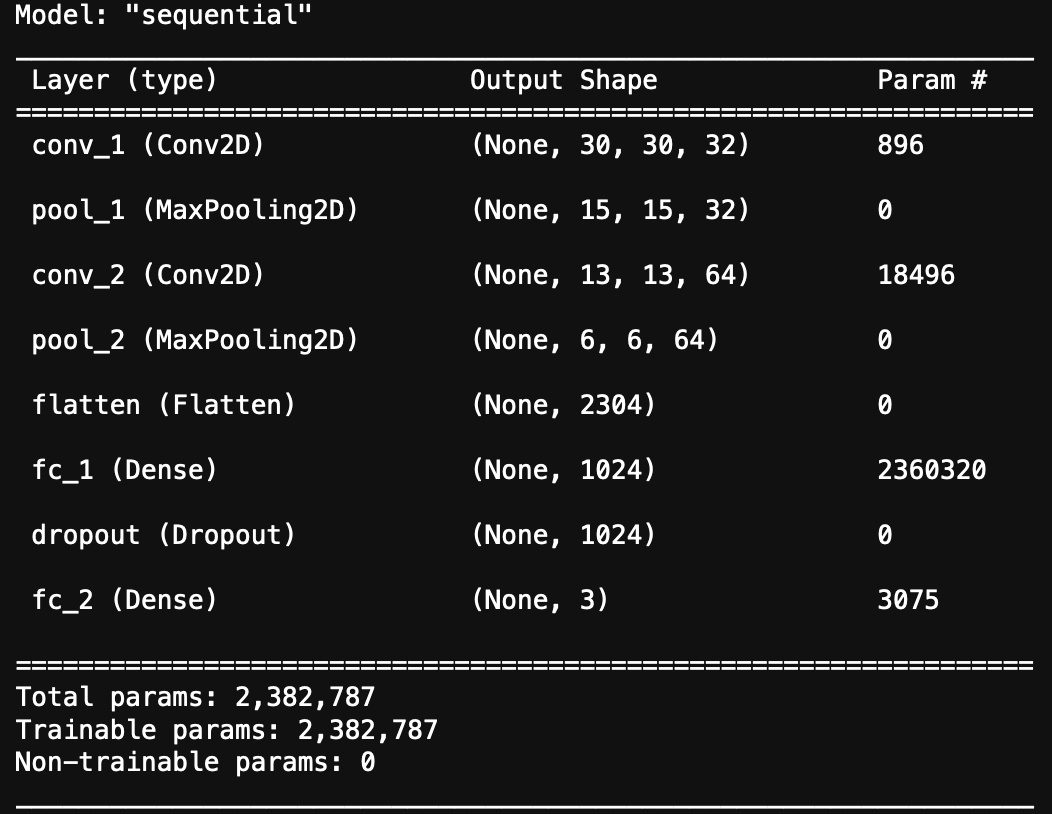 Model: "sequential"
_________________________________________________________________
Layer (type)                Output Shape              Param #
=================================================================
conv_1 (Conv2D)             (None, 30, 30, 32)        896
pool_1 (MaxPooling2D)       (None, 15, 15, 32)        0
conv_2 (Conv2D)             (None, 13, 13, 64)        18496
pool_2 (MaxPooling2D)       (None, 6, 6, 64)          0
flatten (Flatten)           (None, 2304)              0
fc_1 (Dense)                (None, 1024)              2360320
dropout (Dropout)           (None, 1024)              0
fc_2 (Dense)                (None, 3)                 3075
=================================================================
Total params: 2,382,787
Trainable params: 2,382,787
Non-trainable params: 0
_________________________________________________________________